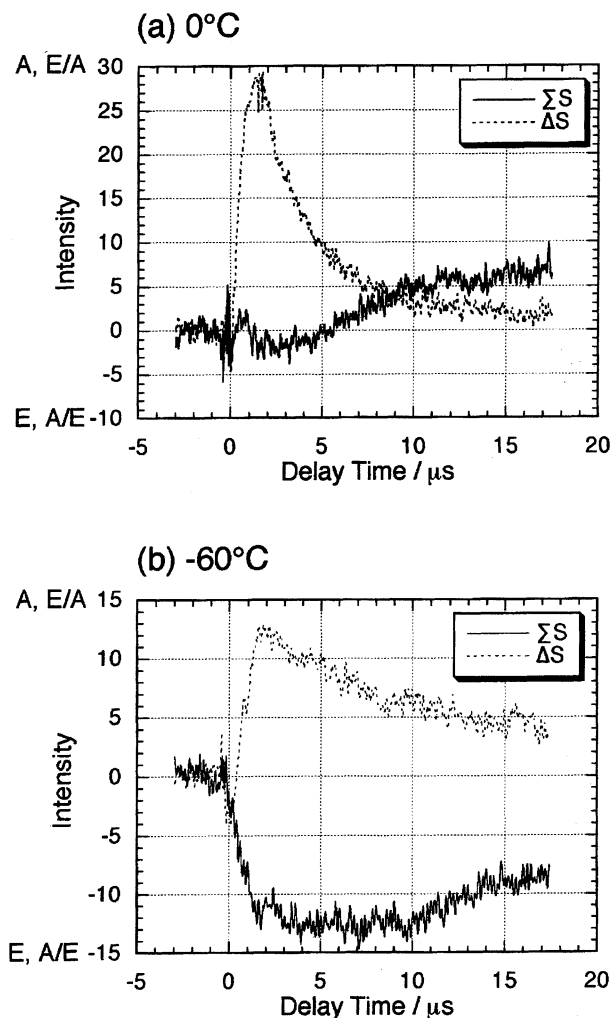 (a) 0°C
A, E/A 30
25
20
15
10
5
0
-5
E, A/E -10
Intensity
ΣS
ΔS
-5 0 5 10 15 20
Delay Time / μs
(b) -60°C
A, E/A 15
10
5
0
-5
-10
E, A/E -15
Intensity
ΣS
ΔS
-5 0 5 10 15 20
Delay Time / μs